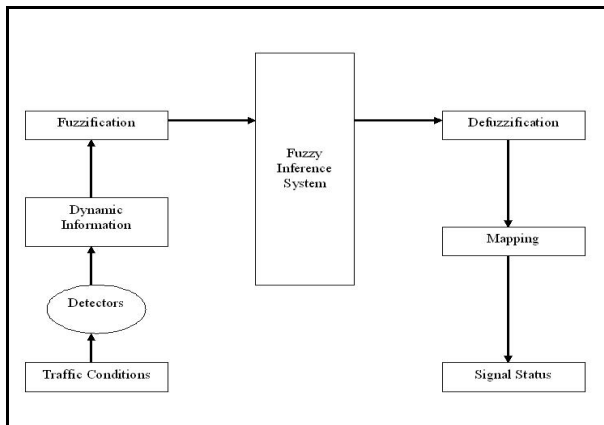 Fuzzification
Dynamic
Information
Detectors
Traffic Conditions
Fuzzy
Inference
System
Defuzzification
Mapping
Signal Status